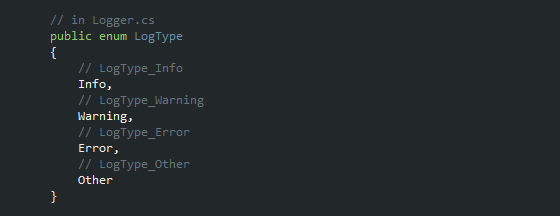 // in Logger.cs
public enum LogType
{
// LogType_Info
Info,
// LogType_Warning
Warning,
// LogType_Error
Error,
// LogType_Other
Other
}